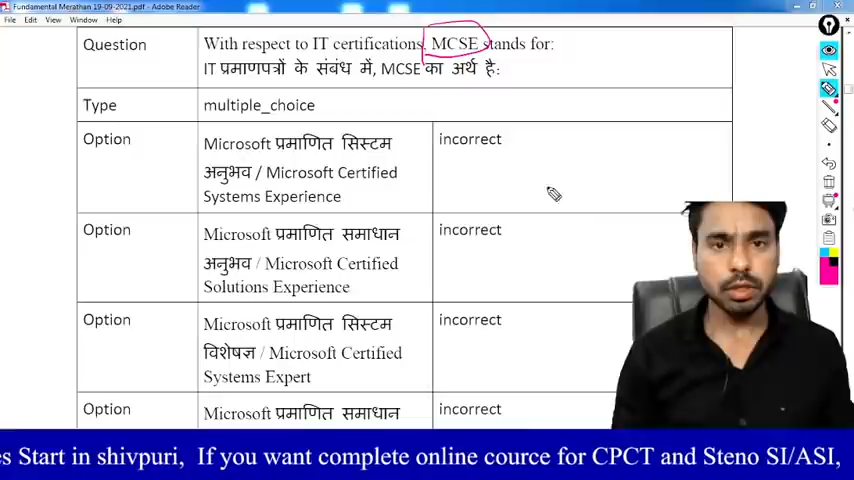 Fundamental Merathan 19-09-2021.pdf - Adobe Reader
File Edit View Window Help
Question
With respect to IT certifications, MCSE stands for:
IT प्रमाणपत्रों के संबंध में, MCSE का अर्थ है:
Type
multiple_choice
Option
Microsoft प्रमाणित सिस्टम
अनुभव / Microsoft Certified
Systems Experience
incorrect
Option
Microsoft प्रमाणित समाधान
अनुभव / Microsoft Certified
Solutions Experience
incorrect
Option
Microsoft प्रमाणित सिस्टम
विशेषज्ञ / Microsoft Certified
Systems Expert
incorrect
Option
Microsoft प्रमाणित समाधान
incorrect
es Start in shivpuri, If you want complete online cource for CPCT and Steno SI/ASI,